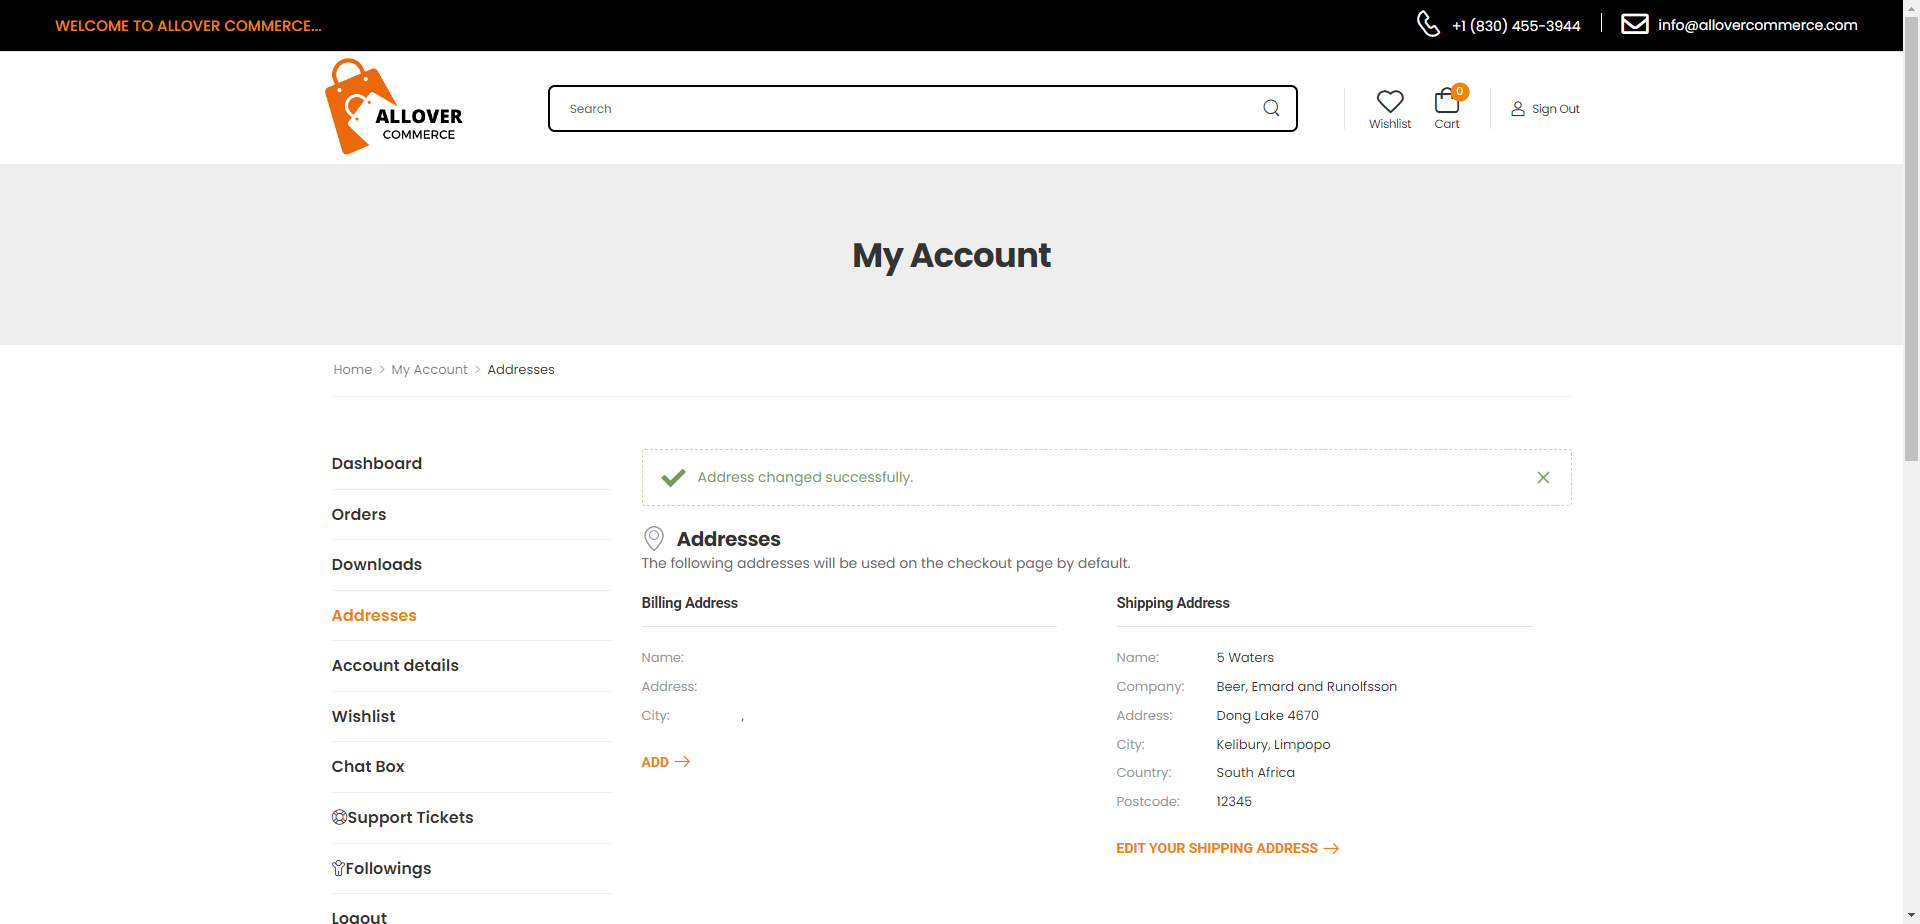 WELCOME TO ALLOVER COMMERCE...
+1 (830) 455-3944
info@allovercommerce.com
ALLOVER
COMMERCE
Search
Wishlist
0
Cart
Sign Out
My Account
Home > My Account > Addresses
Dashboard
Orders
Downloads
Addresses
Account details
Wishlist
Chat Box
Support Tickets
Followings
Logout
Address changed successfully.
Addresses
The following addresses will be used on the checkout page by default.
Billing Address
Name:
Address:
City: ,
ADD
Shipping Address
Name: 5 Waters
Company: Beer, Emard and Runolfsson
Address: Dong Lake 4670
City: Kelibury, Limpopo
Country: South Africa
Postcode: 12345
EDIT YOUR SHIPPING ADDRESS